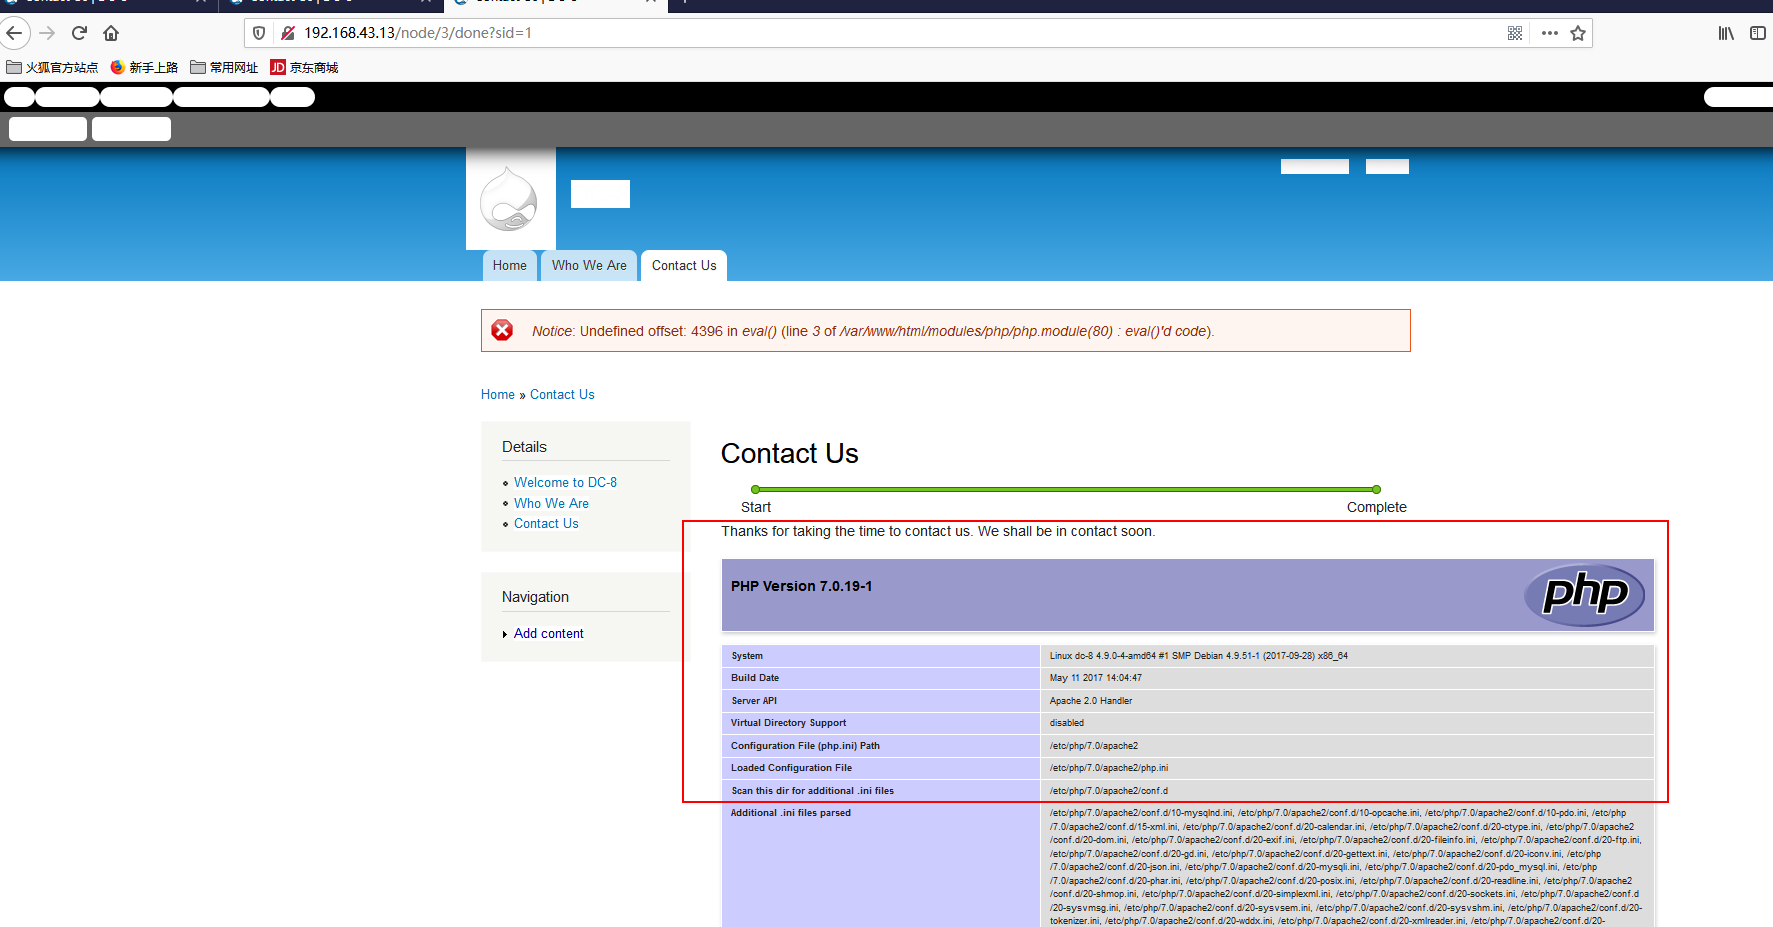 192.168.43.13/node/3/done?sid=1
火狐官方站点 新手上路 常用网址 JD 京东商城
Home Who We Are Contact Us
Notice: Undefined offset: 4396 in eval() (line 3 of /var/www/html/modules/php/php.module(80) : eval()'d code).
Home » Contact Us
Details
Welcome to DC-8
Who We Are
Contact Us
Navigation
Add content
Contact Us
Start Complete
Thanks for taking the time to contact us. We shall be in contact soon.
PHP Version 7.0.19-1
php
System Linux dc-8 4.9.0-4-amd64 #1 SMP Debian 4.9.51-1 (2017-09-28) x86_64
Build Date May 11 2017 14:04:47
Server API Apache 2.0 Handler
Virtual Directory Support disabled
Configuration File (php.ini) Path /etc/php/7.0/apache2
Loaded Configuration File /etc/php/7.0/apache2/php.ini
Scan this dir for additional .ini files /etc/php/7.0/apache2/conf.d
Additional .ini files parsed /etc/php/7.0/apache2/conf.d/10-mysqlnd.ini, /etc/php/7.0/apache2/conf.d/10-opcache.ini, /etc/php/7.0/apache2/conf.d/10-pdo.ini, /etc/php
/7.0/apache2/conf.d/15-xml.ini, /etc/php/7.0/apache2/conf.d/20-calendar.ini, /etc/php/7.0/apache2/conf.d/20-ctype.ini, /etc/php/7.0/apache2
/conf.d/20-dom.ini, /etc/php/7.0/apache2/conf.d/20-exif.ini, /etc/php/7.0/apache2/conf.d/20-fileinfo.ini, /etc/php/7.0/apache2/conf.d/20-ftp.ini,
/etc/php/7.0/apache2/conf.d/20-gd.ini, /etc/php/7.0/apache2/conf.d/20-gettext.ini, /etc/php/7.0/apache2/conf.d/20-iconv.ini, /etc/php
/7.0/apache2/conf.d/20-json.ini, /etc/php/7.0/apache2/conf.d/20-mysqli.ini, /etc/php/7.0/apache2/conf.d/20-pdo_mysql.ini, /etc/php
/7.0/apache2/conf.d/20-phar.ini, /etc/php/7.0/apache2/conf.d/20-posix.ini, /etc/php/7.0/apache2/conf.d/20-readline.ini, /etc/php/7.0/apache2
/conf.d/20-shmop.ini, /etc/php/7.0/apache2/conf.d/20-simplexml.ini, /etc/php/7.0/apache2/conf.d/20-sockets.ini, /etc/php/7.0/apache2/conf.d
/20-sysvmsg.ini, /etc/php/7.0/apache2/conf.d/20-sysvsem.ini, /etc/php/7.0/apache2/conf.d/20-sysvshm.ini, /etc/php/7.0/apache2/conf.d/20-
tokenizer.ini, /etc/php/7.0/apache2/conf.d/20-wddx.ini, /etc/php/7.0/apache2/conf.d/20-xmlreader.ini, /etc/php/7.0/apache2/conf.d/20-